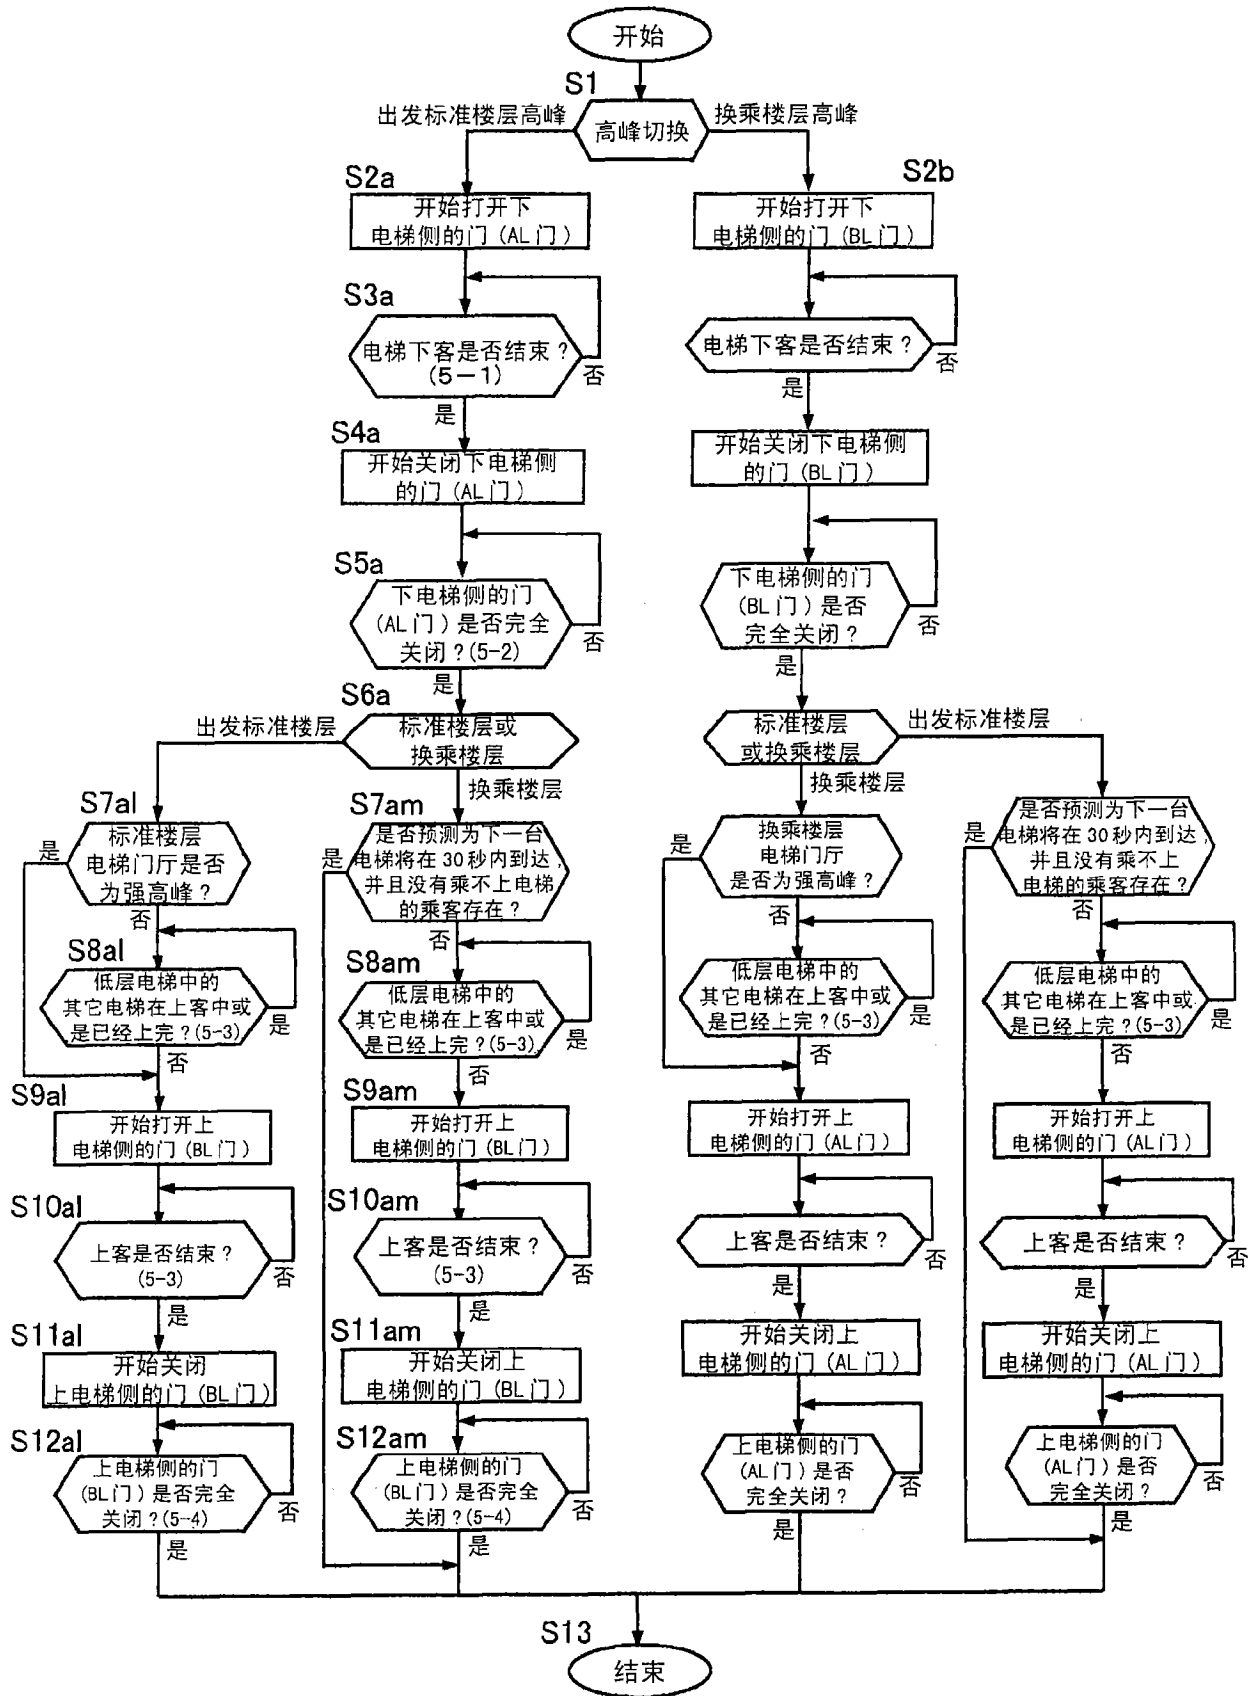 开始
S1
出发标准楼层高峰
高峰切换
换乘楼层高峰
S2a
开始打开下
电梯侧的门(AL门)
S3a
电梯下客是否结束?
(5-1)
否
是
S4a
开始关闭下电梯侧
的门(AL门)
S5a
下电梯侧的门
(AL门)是否完全
关闭?(5-2)
否
是
S6a
标准楼层或
换乘楼层
出发标准楼层
换乘楼层
S7al
标准楼层
电梯门厅是否
为强高峰?
是
否
S8al
低层电梯中的
其它电梯在上客中或
是已经上完?(5-3)
是
否
S9al
开始打开上
电梯侧的门(BL门)
S10al
上客是否结束?
(5-3)
否
是
S11al
开始关闭
上电梯侧的门(BL门)
S12al
上电梯侧的门
(BL门)是否完全
关闭?(5-4)
否
是
S7am
是否预测为下一台
电梯将在30秒内到达,
并且没有乘不上电梯
的乘客存在?
是
否
S8am
低层电梯中的
其它电梯在上客中或
是已经上完?(5-3)
是
否
S9am
开始打开上
电梯侧的门(BL门)
S10am
上客是否结束?
(5-3)
否
是
S11am
开始关闭上
电梯侧的门(BL门)
S12am
上电梯侧的门
(BL门)是否完全
关闭?(5-4)
否
是
S2b
开始打开下
电梯侧的门(BL门)
电梯下客是否结束?
否
是
开始关闭下电梯侧
的门(BL门)
下电梯侧的门
(BL门)是否
完全关闭?
否
是
标准楼层
或换乘楼层
出发标准楼层
换乘楼层
换乘楼层
电梯门厅
是否为强高峰?
是
否
低层电梯中的
其它电梯在上客中或
是已经上完?(5-3)
是
否
开始打开上
电梯侧的门(AL门)
上客是否结束?
否
是
开始关闭上
电梯侧的门(AL门)
上电梯侧的门
(AL门)是否
完全关闭?
否
是
是否预测为下一台
电梯将在30秒内到达,
并且没有乘不上
电梯的乘客存在?
是
否
低层电梯中的
其它电梯在上客中或
是已经上完?(5-3)
是
否
开始打开上
电梯侧的门(AL门)
上客是否结束?
否
是
开始关闭上
电梯侧的门(AL门)
上电梯侧的门
(AL门)是否
完全关闭?
否
是
S13
结束